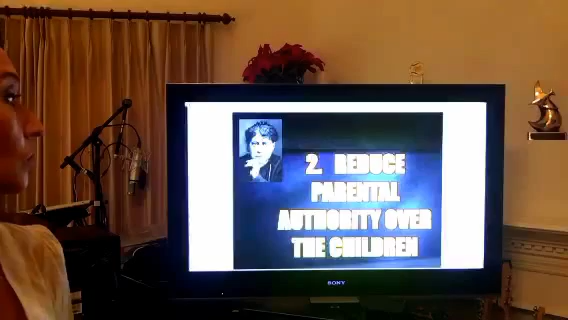 2. REDUCE
PARENTAL
AUTHORITY OVER
THE CHILDREN
SONY